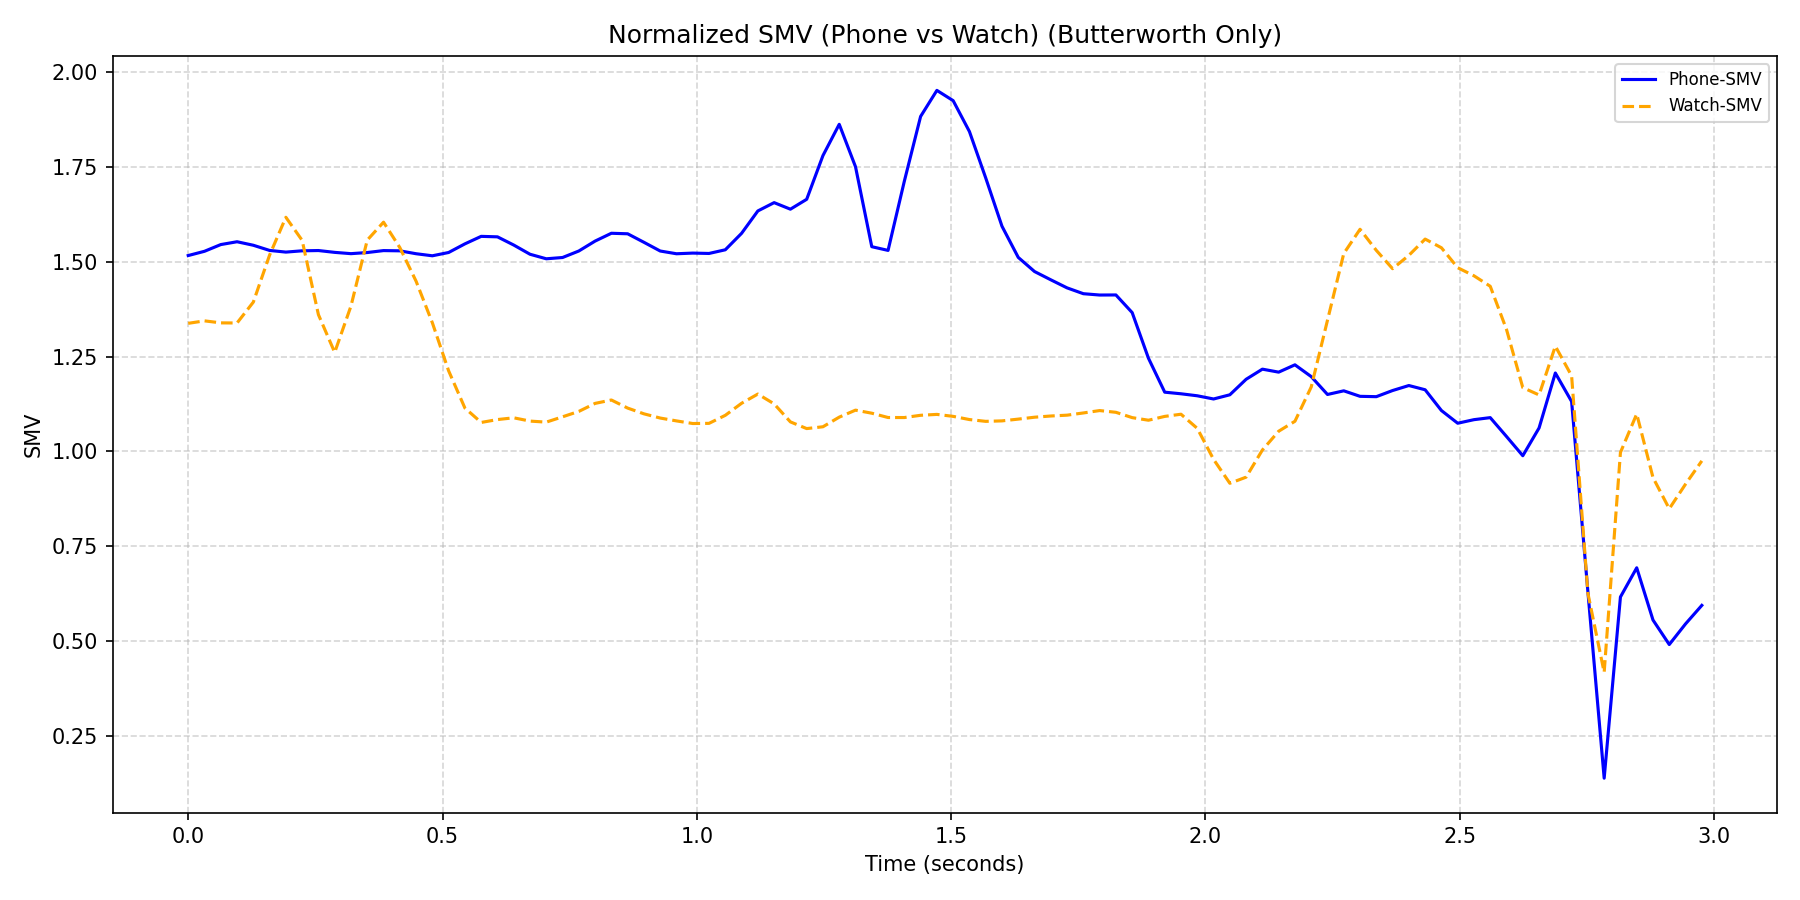 Normalized SMV (Phone vs Watch) (Butterworth Only)
Phone-SMV
Watch-SMV
2.00
1.75
1.50
1.25
1.00
0.75
0.50
0.25
SMV
0.0 0.5 1.0 1.5 2.0 2.5 3.0
Time (seconds)